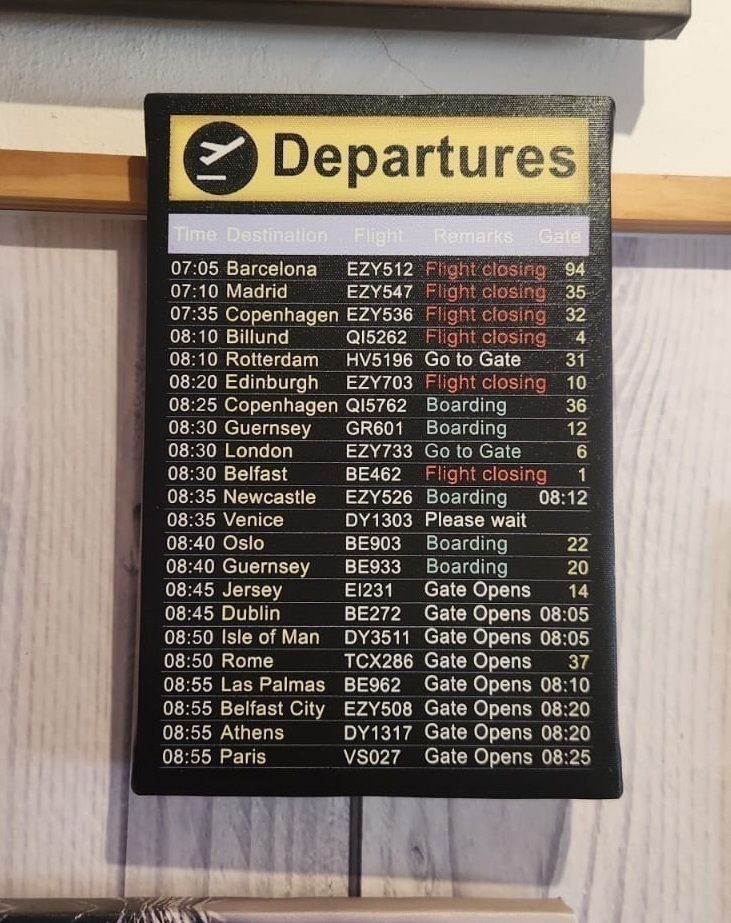 Departures
Time Destination Flight Remarks Gate
07:05 Barcelona EZY512 Flight closing 94
07:10 Madrid EZY547 Flight closing 35
07:35 Copenhagen EZY536 Flight closing 32
08:10 Billund QI5262 Flight closing 4
08:10 Rotterdam HV5196 Go to Gate 31
08:20 Edinburgh EZY703 Flight closing 10
08:25 Copenhagen QI5762 Boarding 36
08:30 Guernsey GR601 Boarding 12
08:30 London EZY733 Go to Gate 6
08:30 Belfast BE462 Flight closing 1
08:35 Newcastle EZY526 Boarding 08:12
08:35 Venice DY1303 Please wait
08:40 Oslo BE903 Boarding 22
08:40 Guernsey BE933 Boarding 20
08:45 Jersey EI231 Gate Opens 14
08:45 Dublin BE272 Gate Opens 08:05
08:50 Isle of Man DY3511 Gate Opens 08:05
08:50 Rome TCX286 Gate Opens 37
08:55 Las Palmas BE962 Gate Opens 08:10
08:55 Belfast City EZY508 Gate Opens 08:20
08:55 Athens DY1317 Gate Opens 08:20
08:55 Paris VS027 Gate Opens 08:25